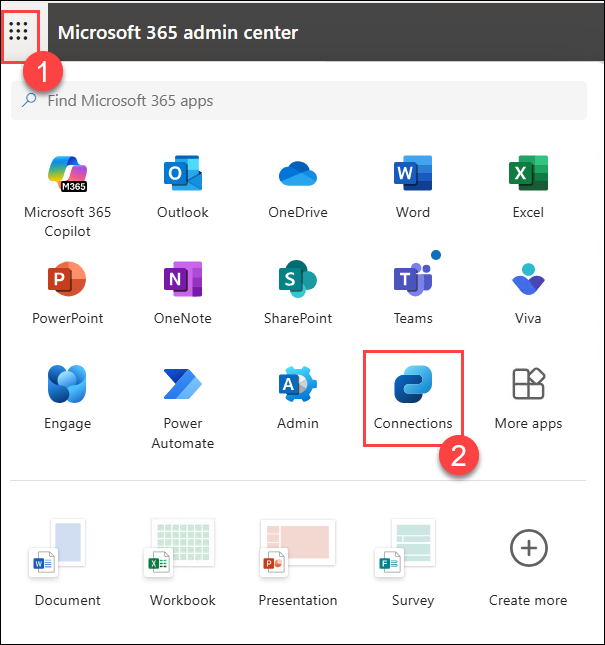 Microsoft 365 admin center
1
Find Microsoft 365 apps
M365
Microsoft 365
Copilot
O
Outlook
OneDrive
W
Word
X
Excel
P
PowerPoint
N
OneNote
S
SharePoint
T
Teams
Viva
Engage
Power
Automate
A
Admin
Connections
More apps
2
W
Document
X
Workbook
P
Presentation
F
Survey
Create more